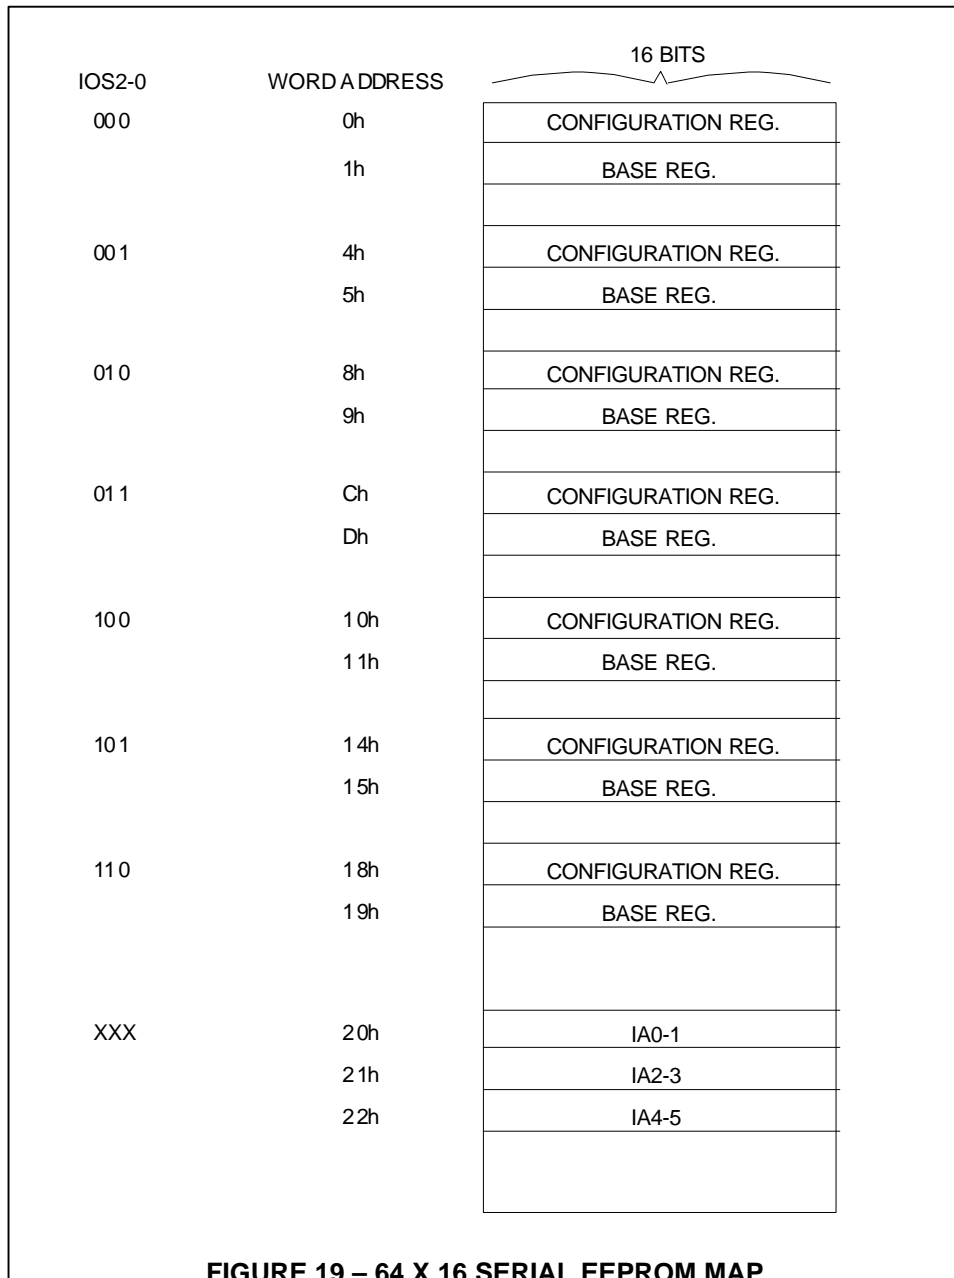 16 BITS
IOS2-0 WORD ADDRESS
000 0h CONFIGURATION REG.
1h BASE REG.
001 4h CONFIGURATION REG.
5h BASE REG.
010 8h CONFIGURATION REG.
9h BASE REG.
011 Ch CONFIGURATION REG.
Dh BASE REG.
100 10h CONFIGURATION REG.
11h BASE REG.
101 14h CONFIGURATION REG.
15h BASE REG.
110 18h CONFIGURATION REG.
19h BASE REG.
XXX 20h IA0-1
21h IA2-3
22h IA4-5
FIGURE 19 – 64 X 16 SERIAL EEPROM MAP